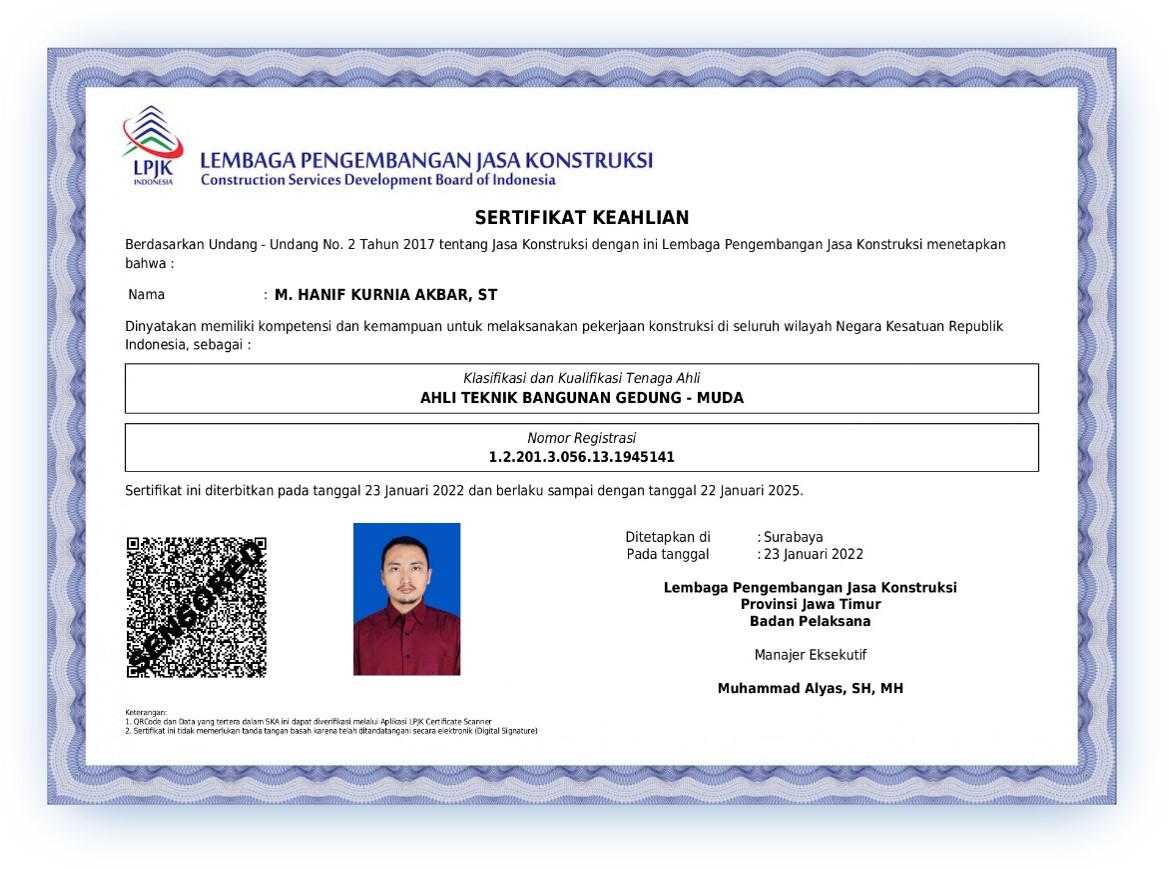 LPJK
INDONESIA
LEMBAGA PENGEMBANGAN JASA KONSTRUKSI
Construction Services Development Board of Indonesia
SERTIFIKAT KEAHLIAN
Berdasarkan Undang - Undang No. 2 Tahun 2017 tentang Jasa Konstruksi dengan ini Lembaga Pengembangan Jasa Konstruksi menetapkan
bahwa :
Nama : M. HANIF KURNIA AKBAR, ST
Dinyatakan memiliki kompetensi dan kemampuan untuk melaksanakan pekerjaan konstruksi di seluruh wilayah Negara Kesatuan Republik
Indonesia, sebagai :
Klasifikasi dan Kualifikasi Tenaga Ahli
AHLI TEKNIK BANGUNAN GEDUNG - MUDA
Nomor Registrasi
1.2.201.3.056.13.1945141
Sertifikat ini diterbitkan pada tanggal 23 Januari 2022 dan berlaku sampai dengan tanggal 22 Januari 2025.
SENSORED
Ditetapkan di : Surabaya
Pada tanggal : 23 Januari 2022
Lembaga Pengembangan Jasa Konstruksi
Provinsi Jawa Timur
Badan Pelaksana
Manajer Eksekutif
Muhammad Alyas, SH, MH
Keterangan:
1. QRCode dan Data yang tertera dalam SKA ini dapat diverifikasi melalui Aplikasi LPJK Certificate Scanner
2. Sertifikat ini tidak memerlukan tanda tangan basah karena telah ditandatangani secara elektronik (Digital Signature)